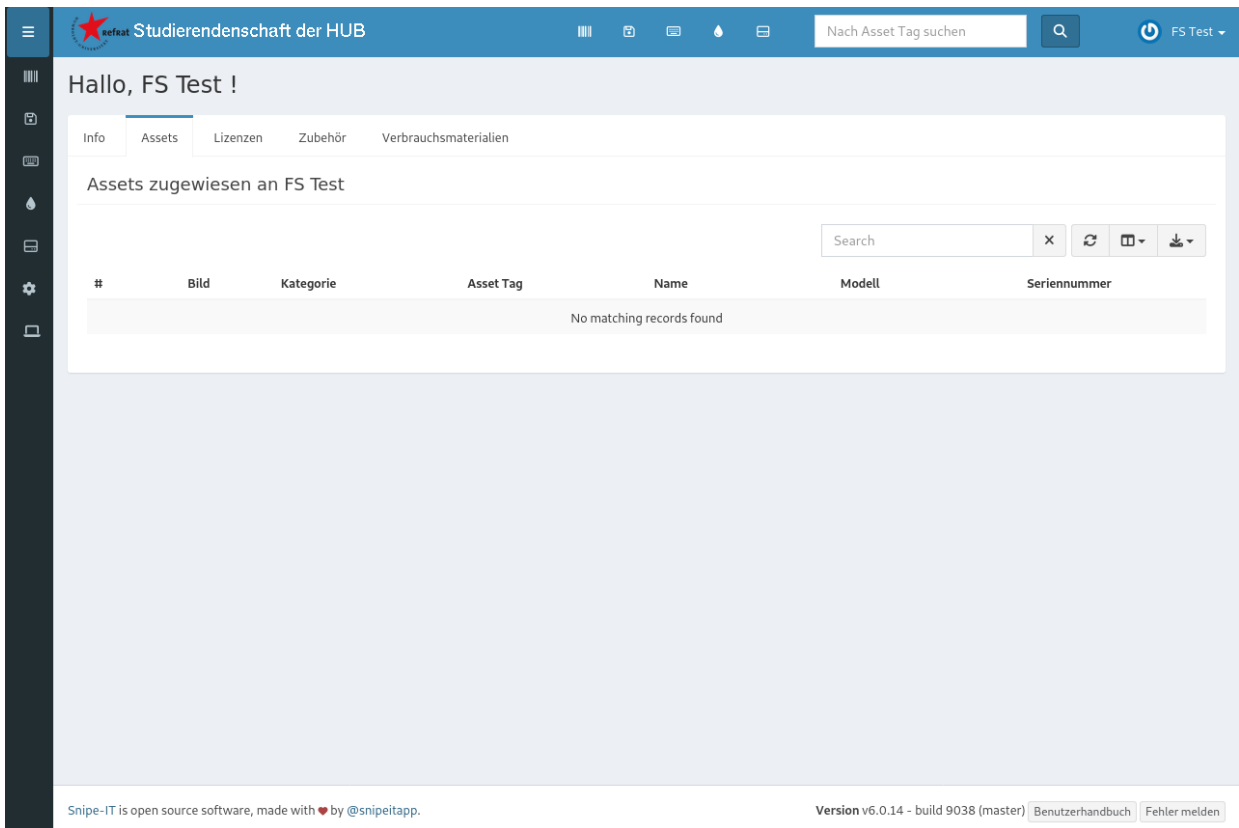 Refrat Studierendenschaft der HUB
Nach Asset Tag suchen
FS Test
Hallo, FS Test !
Info Assets Lizenzen Zubehör Verbrauchsmaterialien
Assets zugewiesen an FS Test
Search
# Bild Kategorie Asset Tag Name Modell Seriennummer
No matching records found
Snipe-IT is open source software, made with ♥ by @snipeitapp.
Version v6.0.14 - build 9038 (master) Benutzerhandbuch Fehler melden